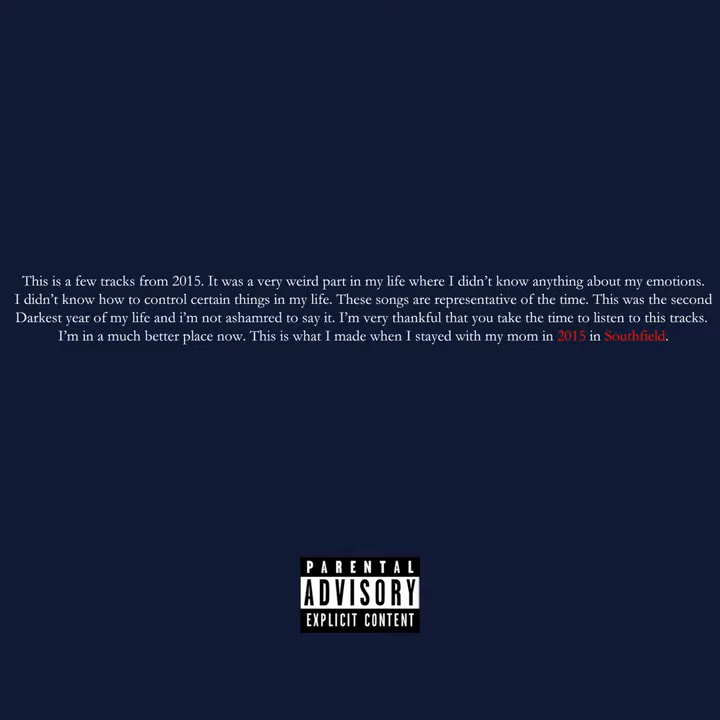 This is a few tracks from 2015. It was a very weird part in my life where I didn’t know anything about my emotions.
I didn’t know how to control certain things in my life. These songs are representative of the time. This was the second
Darkest year of my life and i’m not ashamred to say it. I’m very thankful that you take the time to listen to this tracks.
I’m in a much better place now. This is what I made when I stayed with my mom in 2015 in Southfield.
PARENTAL
ADVISORY
EXPLICIT CONTENT